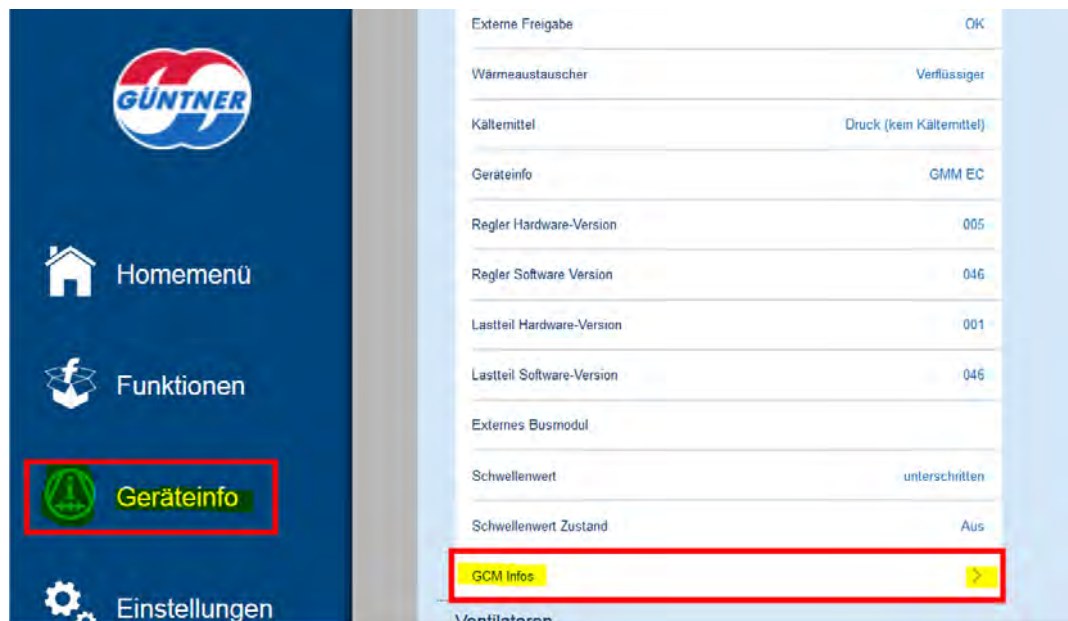 GÜNTNER
Homemenü
Funktionen
Geräteinfo
Einstellungen
Externe Freigabe OK
Wärmeaustauscher Verflüssiger
Kältemittel Druck (kein Kältemittel)
Geräteinfo GMM EC
Regler Hardware-Version 005
Regler Software Version 046
Lastteil Hardware-Version 001
Lastteil Software-Version 046
Externes Busmodul
Schwellenwert unterschritten
Schwellenwert Zustand Aus
GCM Infos >
Ventilatoren